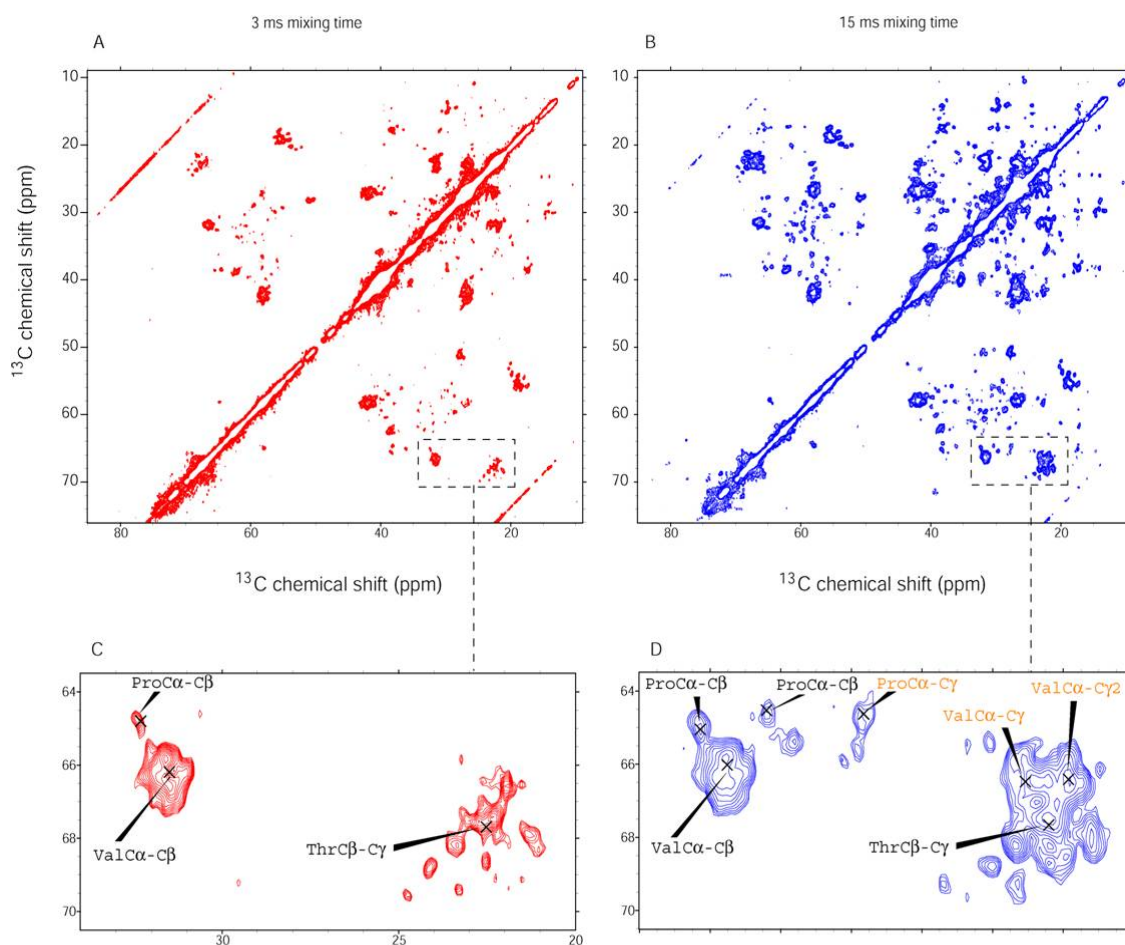 3 ms mixing time
15 ms mixing time
A
B
10
20
30
40
50
60
70
¹³C chemical shift (ppm)
80
60
40
20
¹³C chemical shift (ppm)
10
20
30
40
50
60
70
80
60
40
20
¹³C chemical shift (ppm)
C
64
66
68
70
30
25
20
ProCα-Cβ
ValCα-Cβ
ThrCβ-Cγ
D
64
66
68
70
ProCα-Cβ
ProCα-Cβ
ProCα-Cγ
ValCα-Cγ2
ValCα-Cγ
ValCα-Cβ
ThrCβ-Cγ